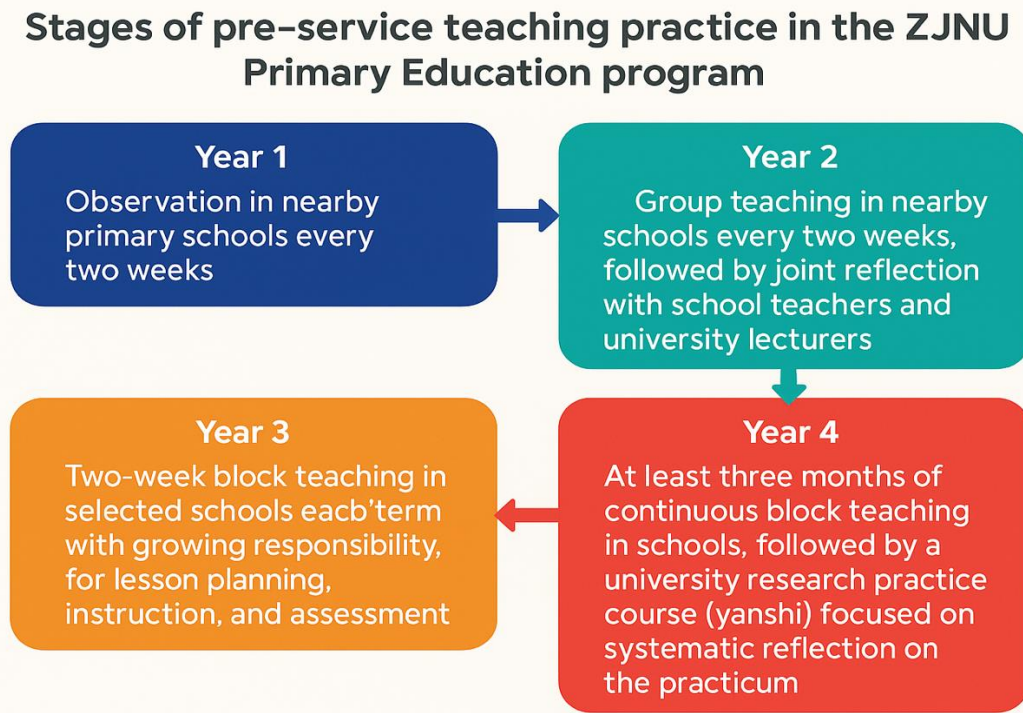 Stages of pre-service teaching practice in the ZJNU
Primary Education program
Year 1
Observation in nearby
primary schools every
two weeks
Year 2
Group teaching in nearby
schools every two weeks,
followed by joint reflection
with school teachers and
university lecturers
Year 3
Two-week block teaching in
selected schools eacb'term
with growing responsibility,
for lesson planning,
instruction, and assessment
Year 4
At least three months of
continuous block teaching
in schools, followed by a
university research practice
course (yanshi) focused on
systematic reflection on
the practicum